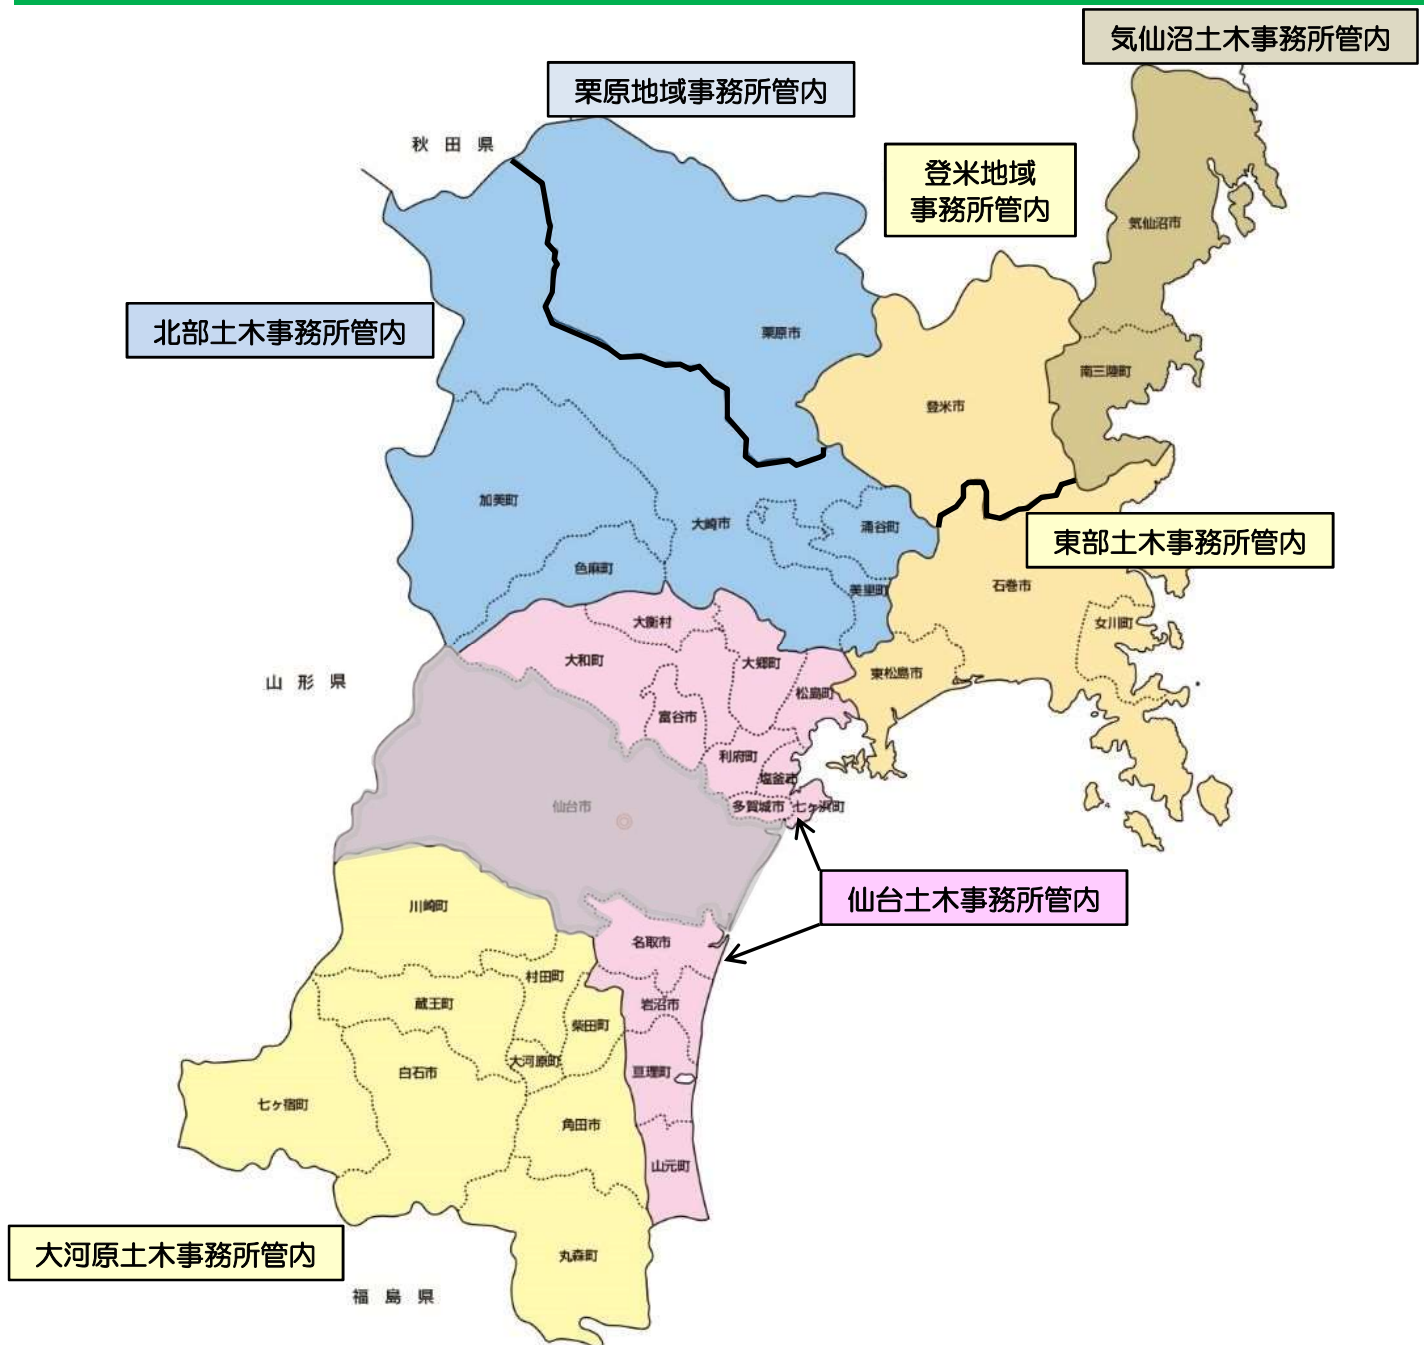 気仙沼土木事務所管内
栗原地域事務所管内
秋田県
登米地域
事務所管内
気仙沼市
北部土木事務所管内
栗原市
南三陸町
登米市
加美町
大崎市
涌谷町
東部土木事務所管内
色麻町
美里町
石巻市
大衡村
女川町
大和町
大郷町
東松島市
山形県
松島町
富谷市
利府町
塩釜市
仙台市
多賀城市
七ヶ浜町
仙台土木事務所管内
川崎町
名取市
村田町
蔵王町
岩沼市
柴田町
大河原町
白石市
亘理町
七ヶ宿町
角田市
山元町
大河原土木事務所管内
丸森町
福島県